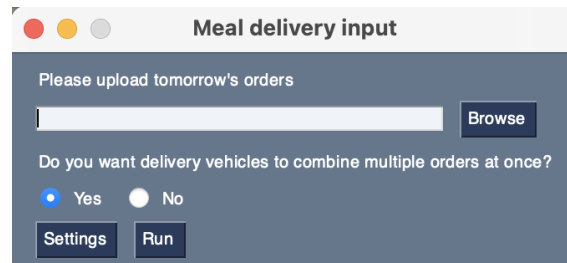 Meal delivery input
Please upload tomorrow's orders
Browse
Do you want delivery vehicles to combine multiple orders at once?
Yes No
Settings Run